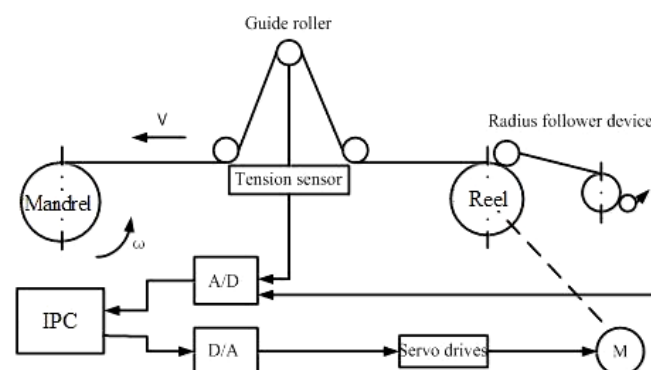 Guide roller
V
Radius follower device
Tension sensor
Mandrel
Reel
ω
A/D
IPC
D/A
Servo drives
M